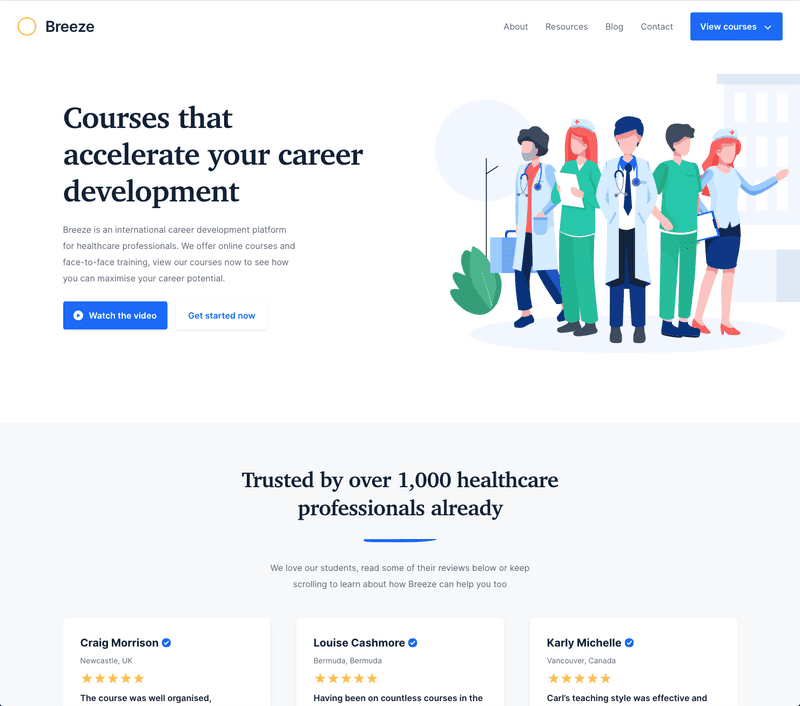 Breeze
About
Resources
Blog
Contact
View courses
Courses that
accelerate your career
development
Breeze is an international career development platform
for healthcare professionals. We offer online courses and
face-to-face training, view our courses now to see how
you can maximise your career potential.
Watch the video
Get started now
Trusted by over 1,000 healthcare
professionals already
We love our students, read some of their reviews below or keep
scrolling to learn about how Breeze can help you too
Craig Morrison
Newcastle, UK
The course was well organised,
Louise Cashmore
Bermuda, Bermuda
Having been on countless courses in the
Karly Michelle
Vancouver, Canada
Carl's teaching style was effective and